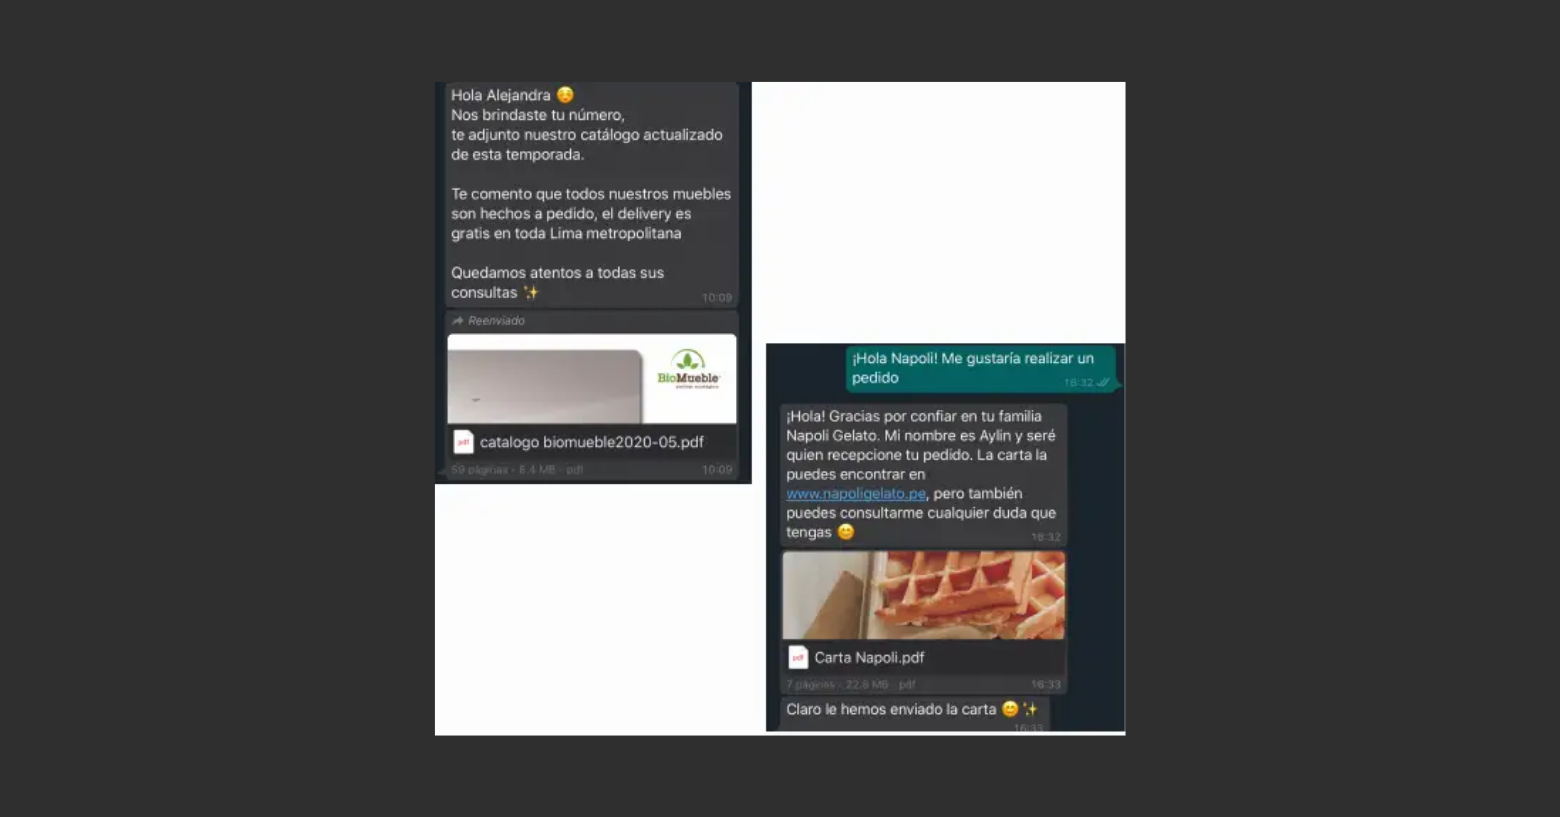 Hola Alejandra ☺️
Nos brindaste tu número,
te adjunto nuestro catálogo actualizado
de esta temporada.
Te comento que todos nuestros muebles
son hechos a pedido, el delivery es
gratis en toda Lima metropolitana
Quedamos atentos a todas sus
consultas ✨
10:09
Reenviado
BioMueble
pdf
catalogo biomueble2020-05.pdf
59 páginas • 6.4 MB • pdf
10:09
¡Hola Napoli! Me gustaría realizar un
pedido
16:32
¡Hola! Gracias por confiar en tu familia
Napoli Gelato. Mi nombre es Aylin y seré
quien recepcione tu pedido. La carta la
puedes encontrar en
www.napoligelato.pe, pero también
puedes consultarme cualquier duda que
tengas 😊
16:32
pdf
Carta Napoli.pdf
7 páginas • 22.8 MB • pdf
16:33
Claro le hemos enviado la carta 😊✨
16:33